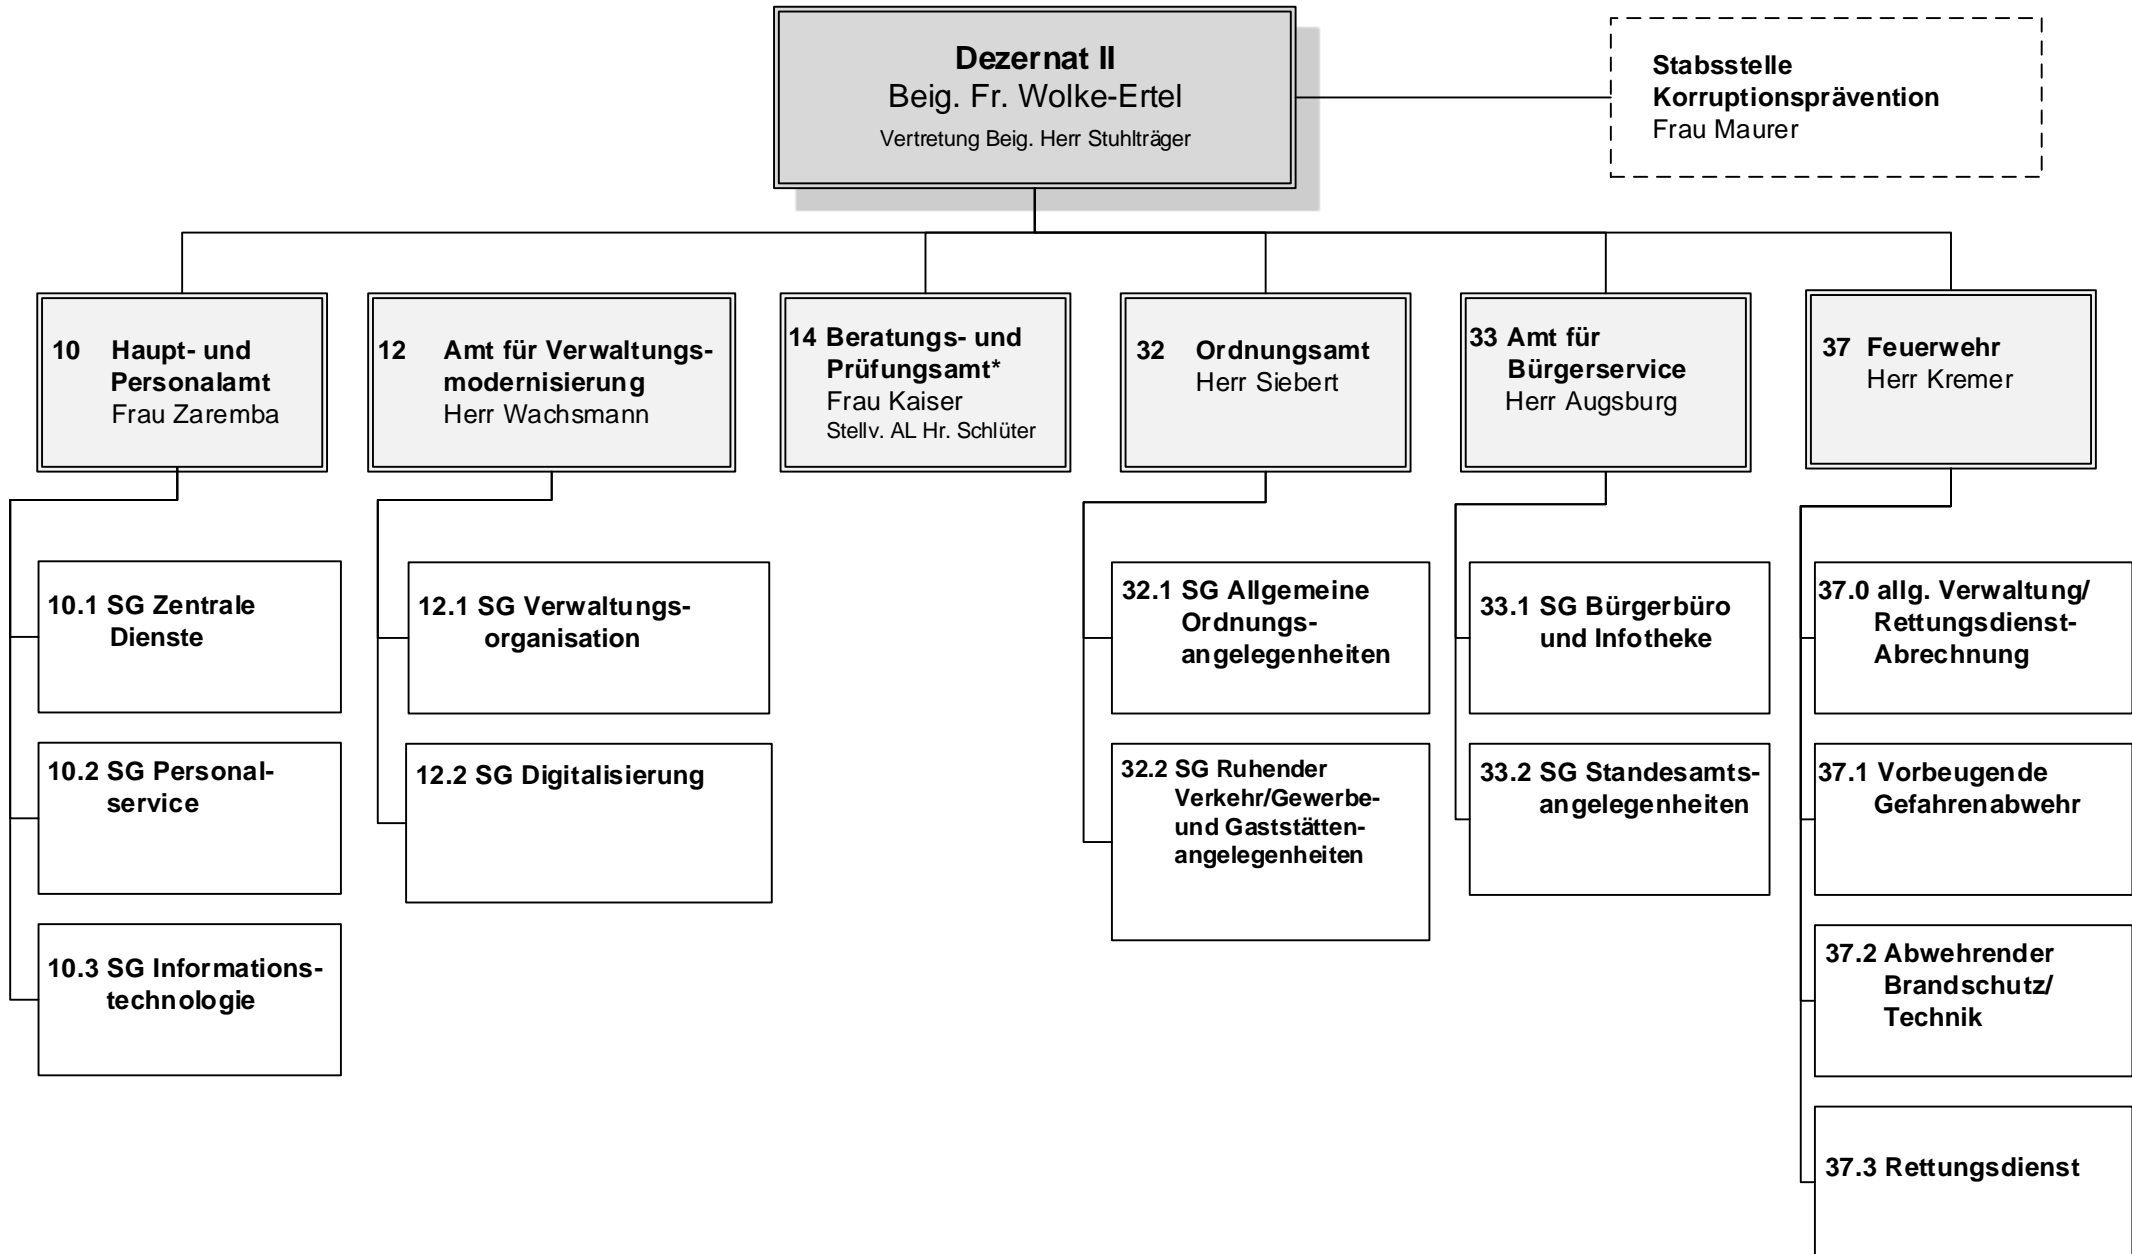 Dezernat II
Beig. Fr. Wolke-Ertel
Vertretung Beig. Herr Stuhlträger
Stabsstelle
Korruptionsprävention
Frau Maurer
10 Haupt- und
Personalamt
Frau Zaremba
12 Amt für Verwaltungs-
modernisierung
Herr Wachsmann
14 Beratungs- und
Prüfungsamt*
Frau Kaiser
Stellv. AL Hr. Schlüter
32 Ordnungsamt
Herr Siebert
33 Amt für
Bürgerservice
Herr Augsburg
37 Feuerwehr
Herr Kremer
10.1 SG Zentrale
Dienste
10.2 SG Personal-
service
10.3 SG Informations-
technologie
12.1 SG Verwaltungs-
organisation
12.2 SG Digitalisierung
32.1 SG Allgemeine
Ordnungs-
angelegenheiten
32.2 SG Ruhender
Verkehr/Gewerbe-
und Gaststätten-
angelegenheiten
33.1 SG Bürgerbüro
und Infotheke
33.2 SG Standesamts-
angelegenheiten
37.0 allg. Verwaltung/
Rettungsdienst-
Abrechnung
37.1 Vorbeugende
Gefahrenabwehr
37.2 Abwehrender
Brandschutz/
Technik
37.3 Rettungsdienst